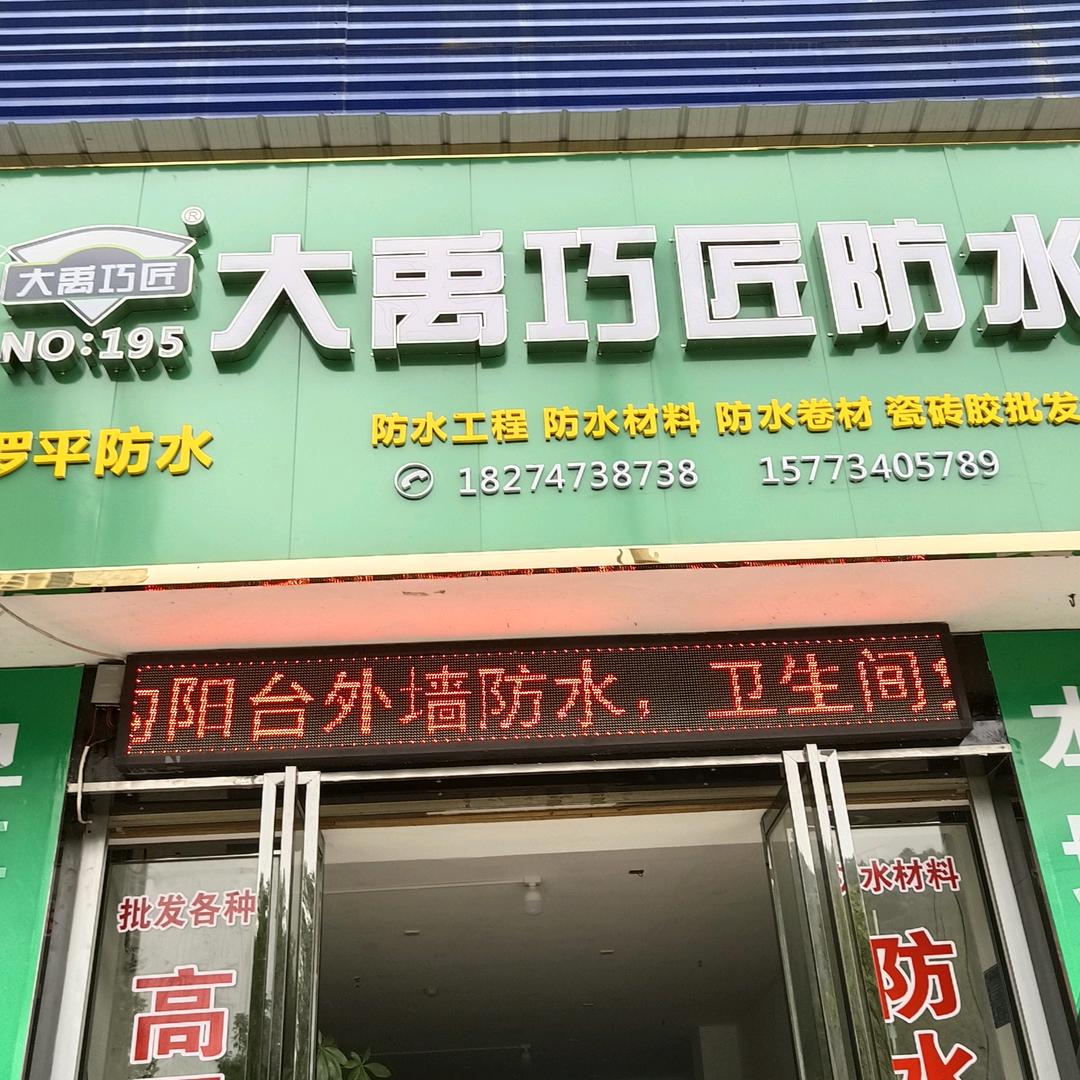 ®
大禹巧匠
NO:195
大禹巧匠防水
罗平防水
防水工程 防水材料 防水卷材 瓷砖胶批发
18274738738 15773405789
阳台外墙防水，卫生间
批发各种
高
水材料
防水